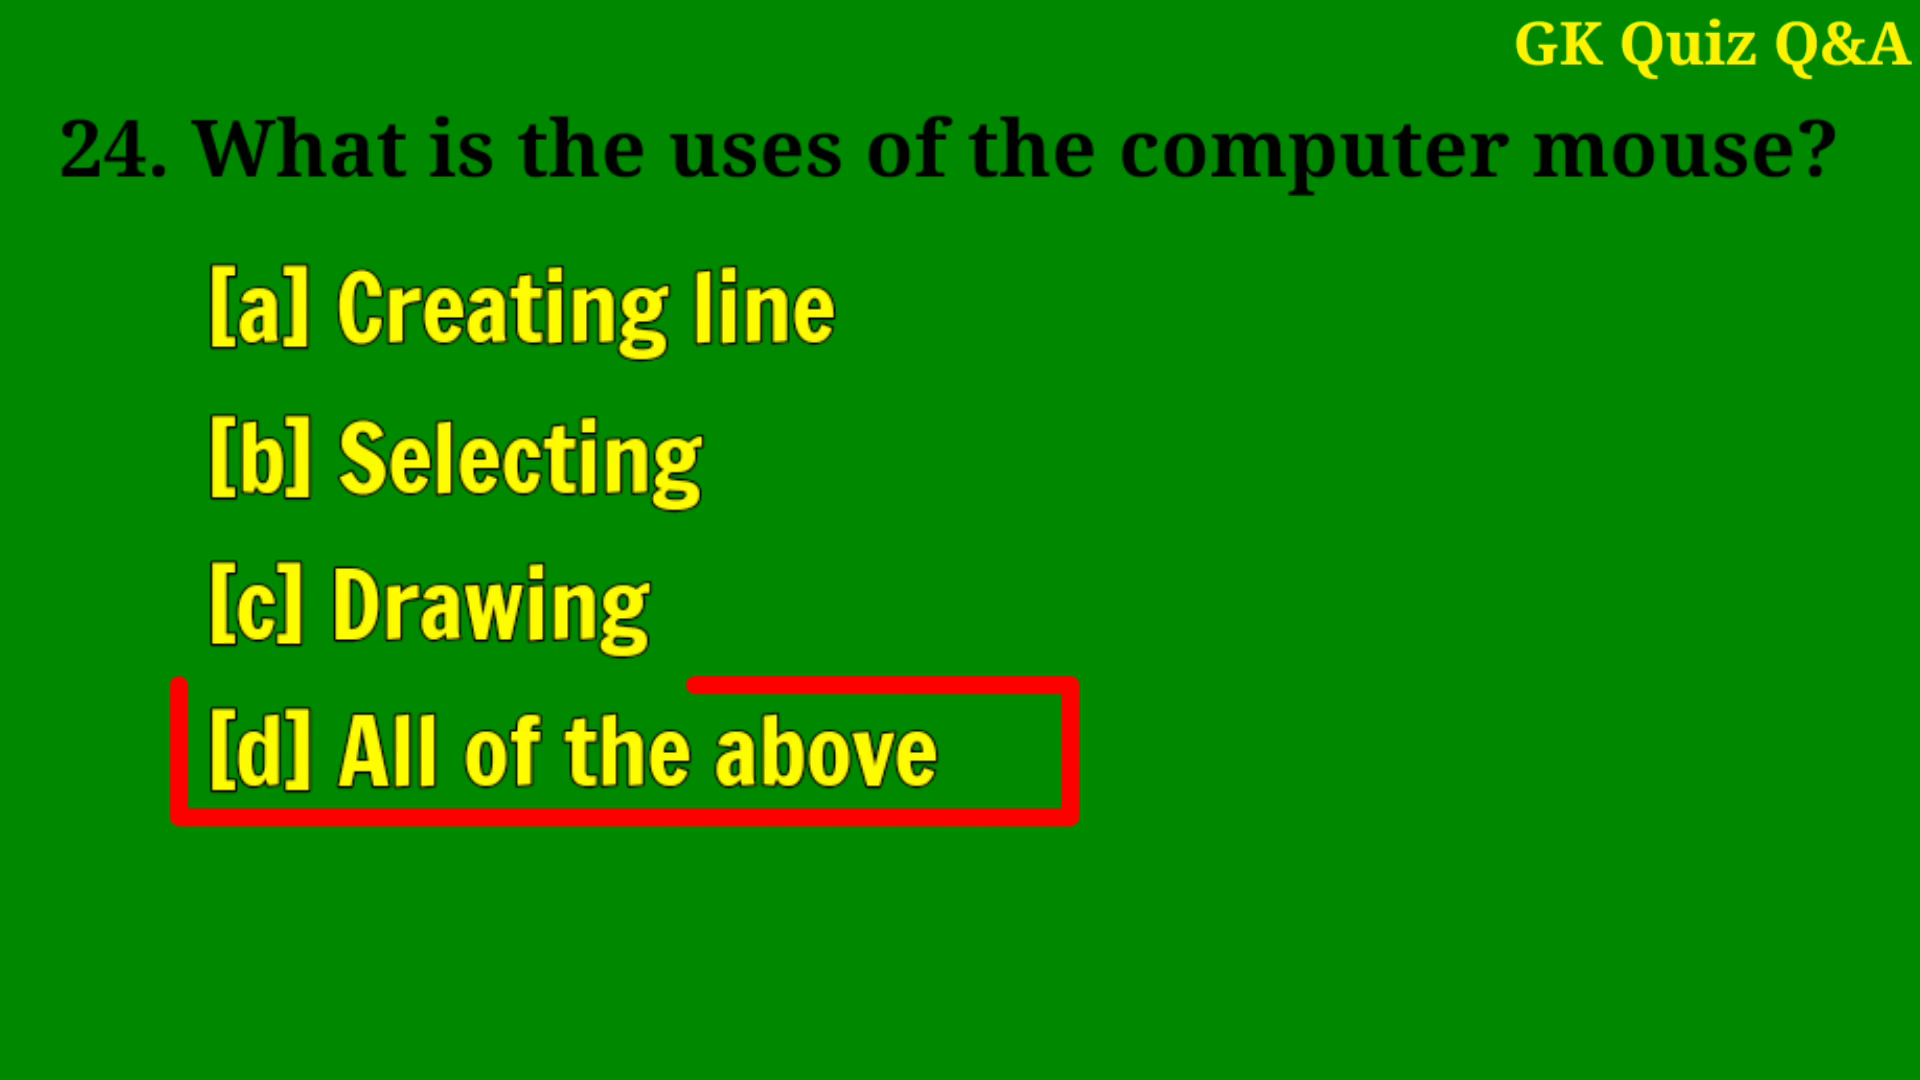 GK Quiz Q&A
24. What is the uses of the computer mouse?
[a] Creating line
[b] Selecting
[c] Drawing
[d] All of the above